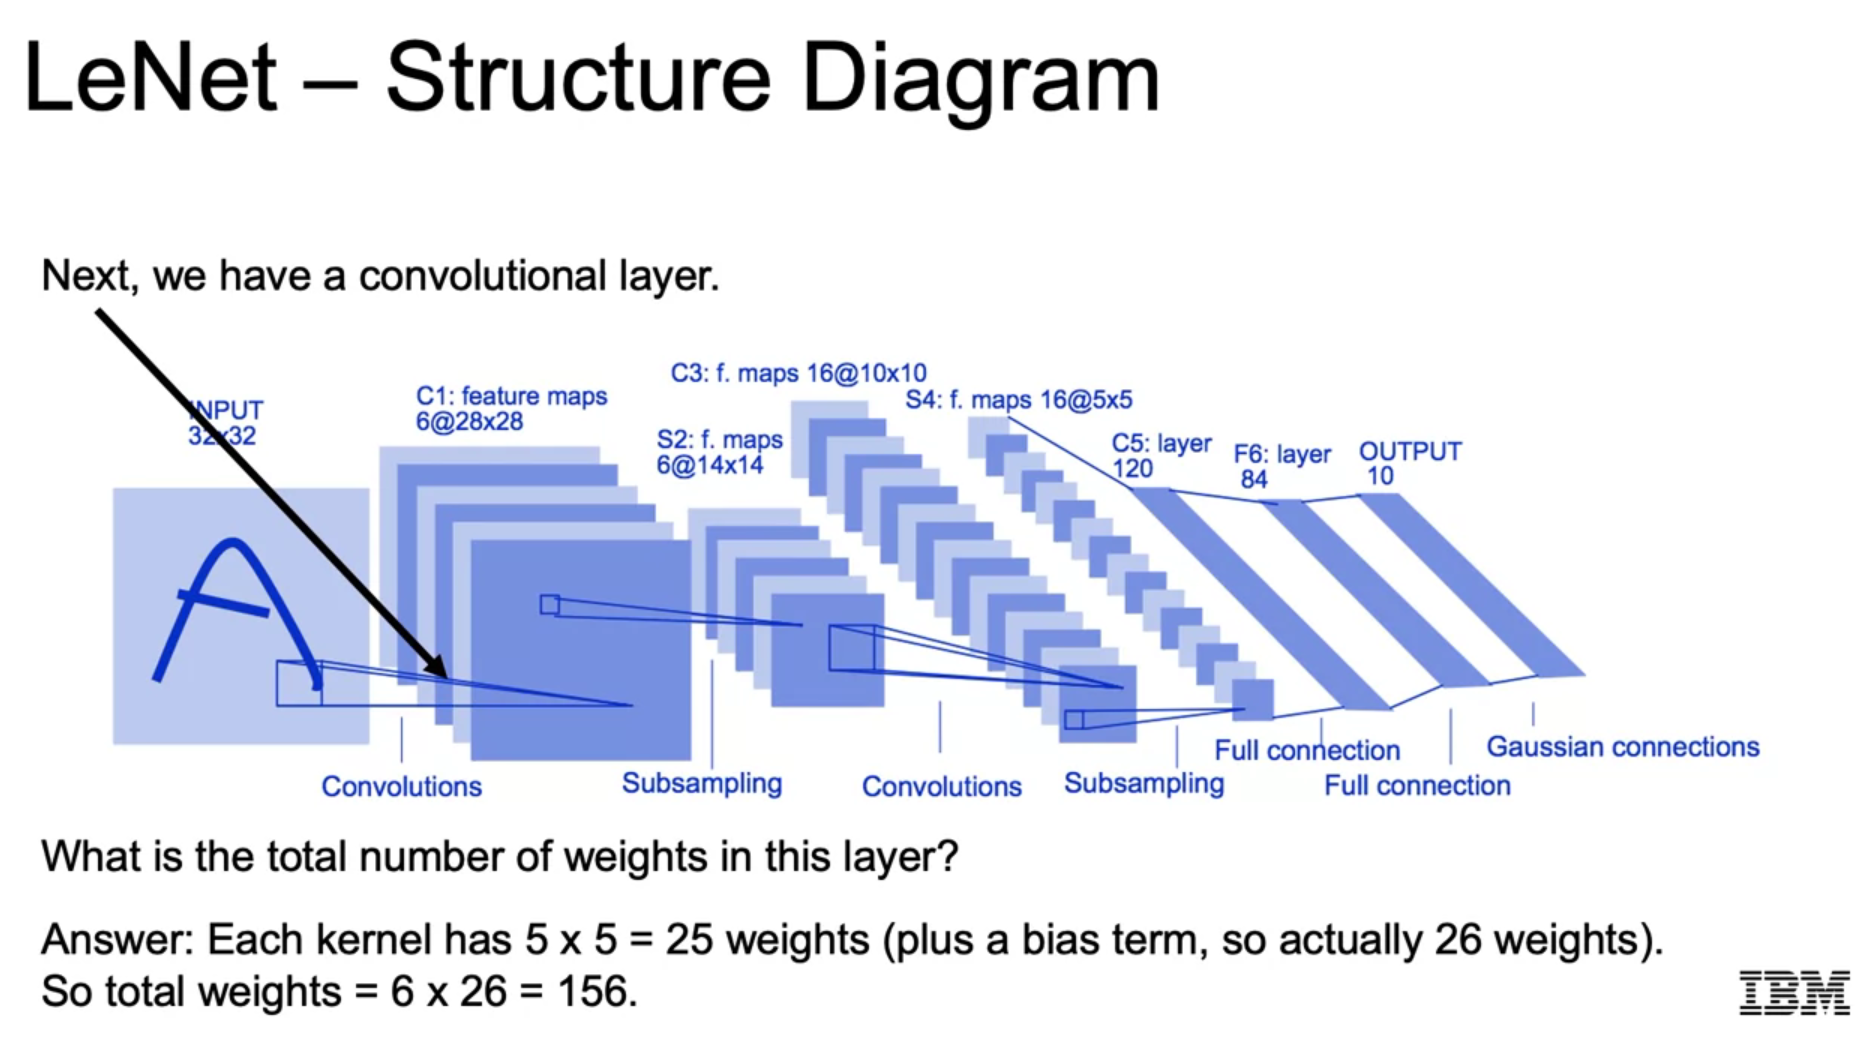 LeNet – Structure Diagram
Next, we have a convolutional layer.
INPUT
32x32
C1: feature maps
6@28x28
S2: f. maps
6@14x14
C3: f. maps 16@10x10
S4: f. maps 16@5x5
C5: layer
120
F6: layer
84
OUTPUT
10
A
Convolutions
Subsampling
Convolutions
Subsampling
Full connection
Full connection
Gaussian connections
What is the total number of weights in this layer?
Answer: Each kernel has 5 x 5 = 25 weights (plus a bias term, so actually 26 weights).
So total weights = 6 x 26 = 156.
IBM